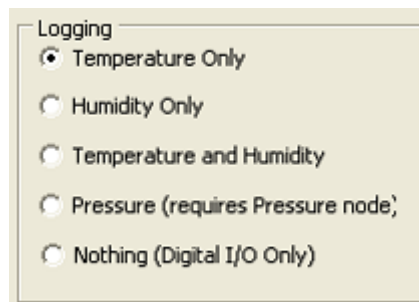 Logging
Temperature Only
Humidity Only
Temperature and Humidity
Pressure (requires Pressure node)
Nothing (Digital I/O Only)